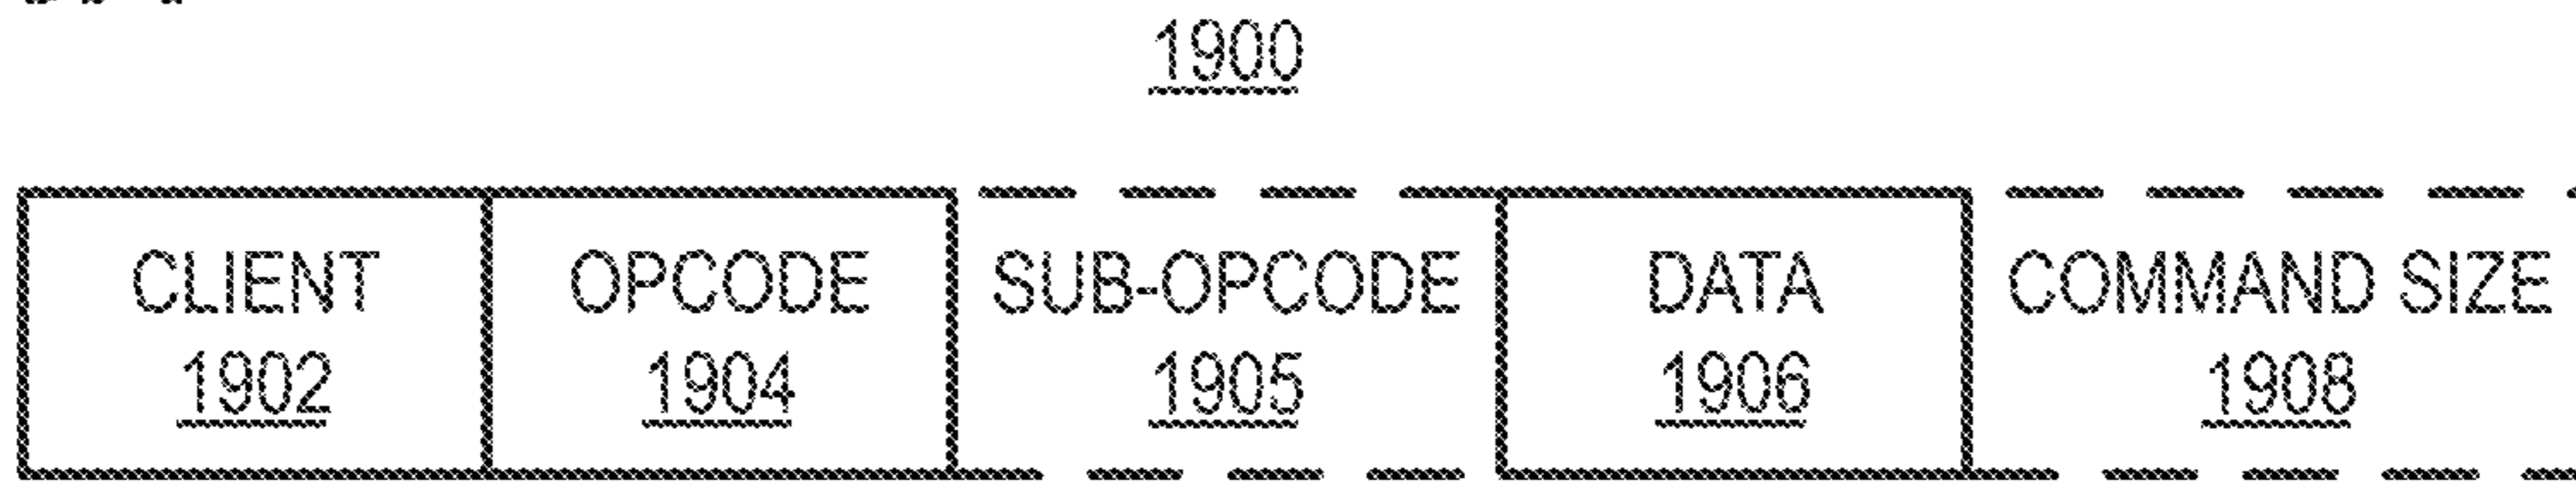 1900
CLIENT OPCODE SUB-OPCODE DATA COMMAND SIZE
1902 1904 1905 1906 1908